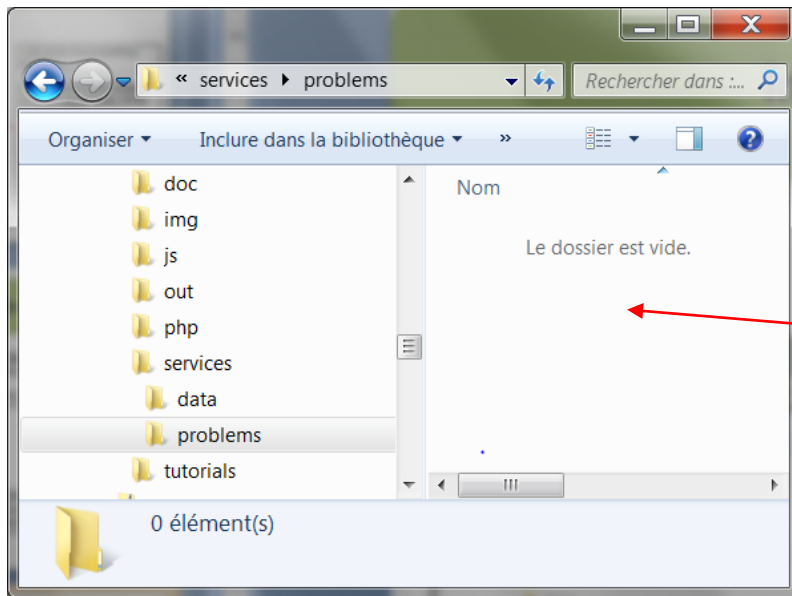 « services problems
Rechercher dans :...
Organiser
Inclure dans la bibliothèque
»
doc
img
js
out
php
services
data
problems
tutorials
Nom
Le dossier est vide.
0 élément(s)